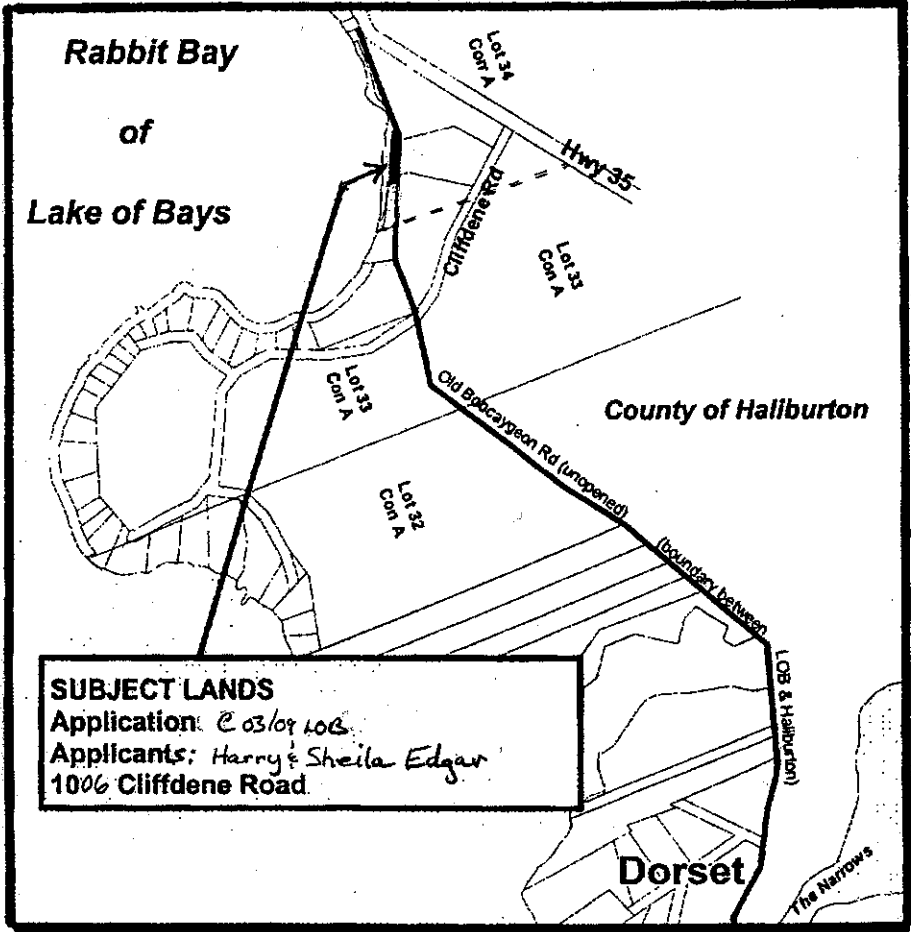 Rabbit Bay
of
Lake of Bays
Lot 34
Con A
Hwy 35
Cliffdene Rd
Lot 33
Con A
Lot 33
Con A
County of Haliburton
Old Bobcaygeon Rd (unopened)
(boundary between
LOB & Haliburton)
Lot 32
Con A
SUBJECT LANDS
Application: C 03/09 LOB
Applicants: Harry & Sheila Edgar
1006 Cliffdene Road
Dorset
The Narrows